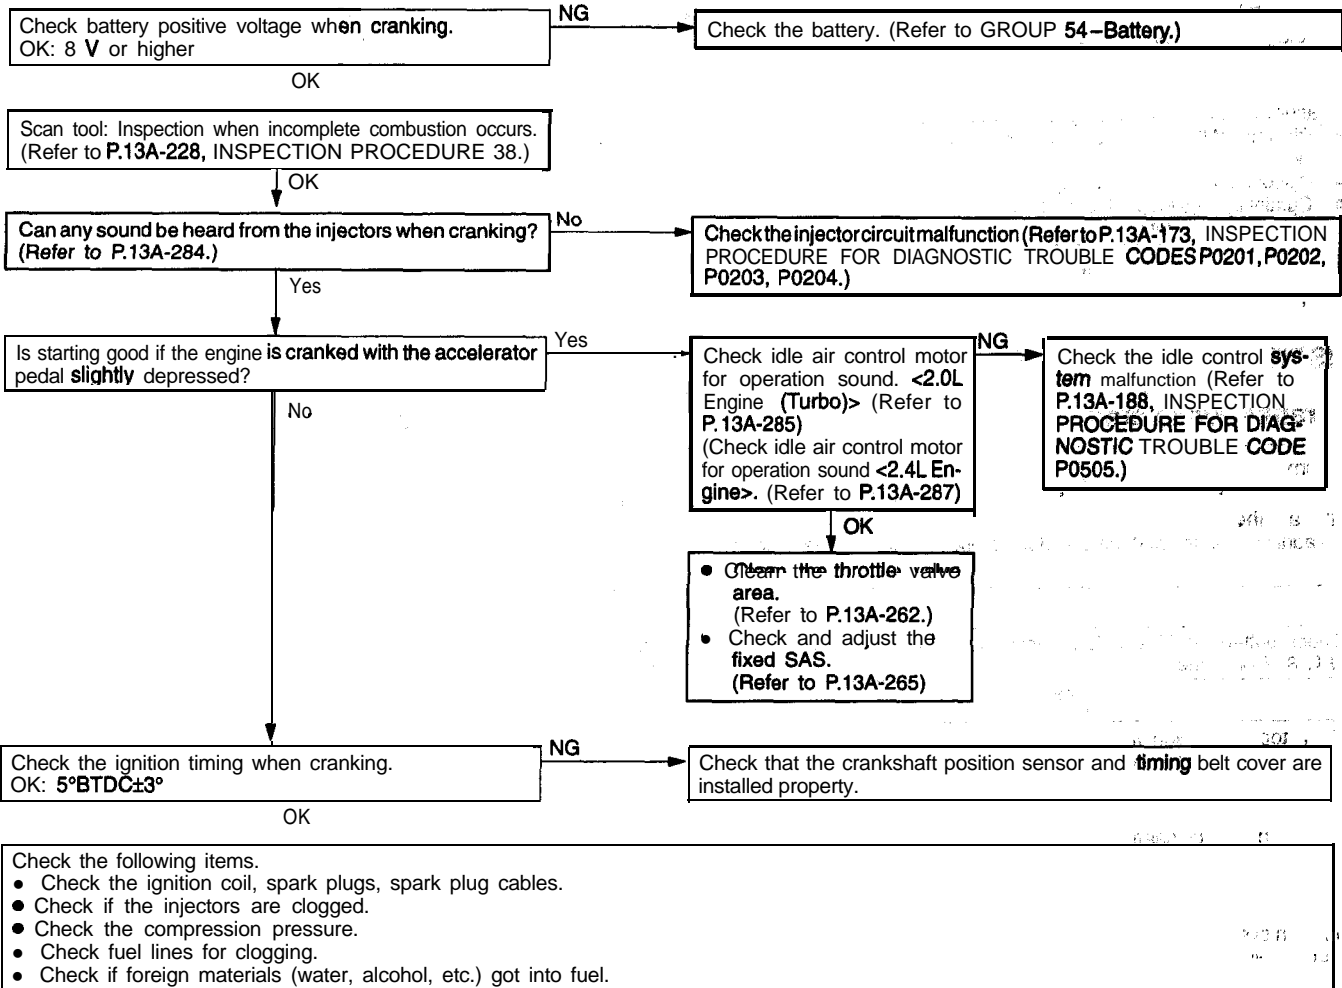 Check battery positive voltage when cranking.
OK: 8 V or higher
NG
Check the battery. (Refer to GROUP 54–Battery.)
OK
Scan tool: Inspection when incomplete combustion occurs.
(Refer to P.13A-228, INSPECTION PROCEDURE 38.)
OK
Can any sound be heard from the injectors when cranking?
(Refer to P.13A-284.)
No
Check the injector circuit malfunction (Refer to P.13A-173, INSPECTION
PROCEDURE FOR DIAGNOSTIC TROUBLE CODES P0201, P0202,
P0203, P0204.)
Yes
Is starting good if the engine is cranked with the accelerator
pedal slightly depressed?
Yes
Check idle air control motor
for operation sound. <2.0L
Engine (Turbo)> (Refer to
P.13A-285)
(Check idle air control motor
for operation sound <2.4L En-
gine>. (Refer to P.13A-287)
NG
Check the idle control sys-
tem malfunction (Refer to
P.13A-188, INSPECTION
PROCEDURE FOR DIAG-
NOSTIC TROUBLE CODE
P0505.)
No
OK
● Clean the throttle valve
area.
(Refer to P.13A-262.)
● Check and adjust the
fixed SAS.
(Refer to P.13A-265)
Check the ignition timing when cranking.
OK: 5°BTDC±3°
NG
Check that the crankshaft position sensor and timing belt cover are
installed property.
OK
Check the following items.
● Check the ignition coil, spark plugs, spark plug cables.
● Check if the injectors are clogged.
● Check the compression pressure.
● Check fuel lines for clogging.
● Check if foreign materials (water, alcohol, etc.) got into fuel.